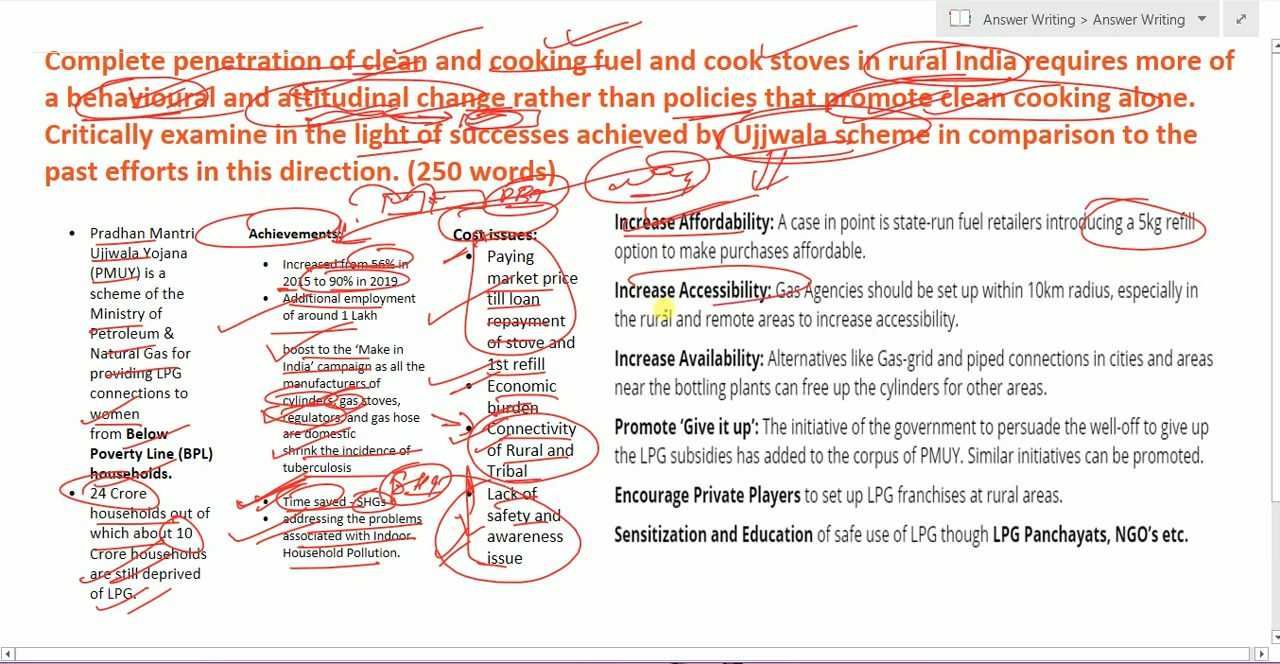 Answer Writing > Answer Writing
Complete penetration of clean and cooking fuel and cook stoves in rural India requires more of
a behavioural and attitudinal change rather than policies that promote clean cooking alone.
Critically examine in the light of successes achieved by Ujjwala scheme in comparison to the
past efforts in this direction. (250 words)
• Pradhan Mantri
Ujjwala Yojana
(PMUY) is a
scheme of the
Ministry of
Petroleum &
Natural Gas for
providing LPG
connections to
women
from Below
Poverty Line (BPL)
households.
• 24 Crore
households out of
which about 10
Crore households
are still deprived
of LPG.
Achievements:
• Increased from 56% in
2015 to 90% in 2019
• Additional employment
of around 1 Lakh
boost to the ‘Make in
India’ campaign as all the
manufacturers of
cylinders, gas stoves,
regulators, and gas hose
are domestic
shrink the incidence of
tuberculosis
• Time saved - SHGs
• addressing the problems
associated with Indoor
Household Pollution.
Cost issues:
• Paying
market price
till loan
repayment
of stove and
1st refill
• Economic
burden
• Connectivity
of Rural and
Tribal
• Lack of
safety and
awareness
issue
Increase Affordability: A case in point is state-run fuel retailers introducing a 5kg refill
option to make purchases affordable.
Increase Accessibility: Gas Agencies should be set up within 10km radius, especially in
the rural and remote areas to increase accessibility.
Increase Availability: Alternatives like Gas-grid and piped connections in cities and areas
near the bottling plants can free up the cylinders for other areas.
Promote ‘Give it up’: The initiative of the government to persuade the well-off to give up
the LPG subsidies has added to the corpus of PMUY. Similar initiatives can be promoted.
Encourage Private Players to set up LPG franchises at rural areas.
Sensitization and Education of safe use of LPG though LPG Panchayats, NGO’s etc.